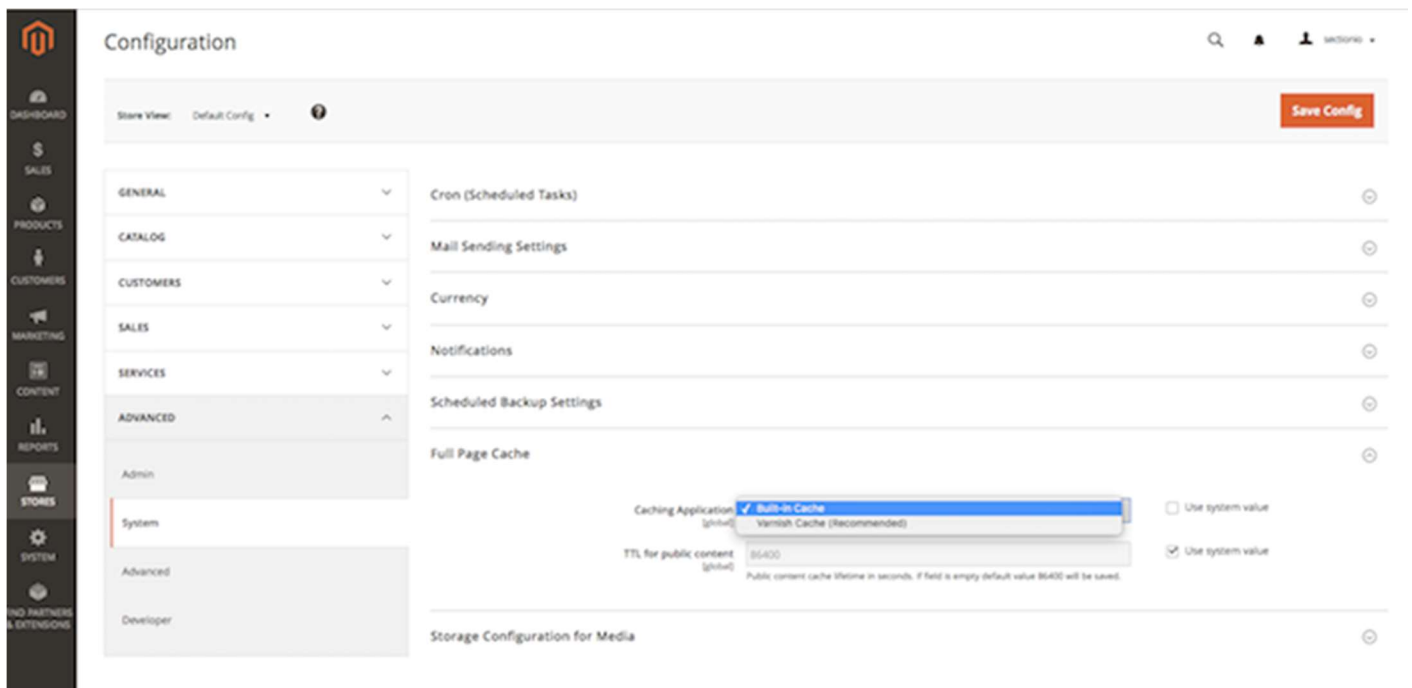 Configuration
sectionio
DASHBOARD
SALES
PRODUCTS
CUSTOMERS
MARKETING
CONTENT
REPORTS
STORES
SYSTEM
FIND PARTNERS
& EXTENSIONS
Store View: Default Config
?
Save Config
GENERAL
CATALOG
CUSTOMERS
SALES
SERVICES
ADVANCED
Admin
System
Advanced
Developer
Cron (Scheduled Tasks)
Mail Sending Settings
Currency
Notifications
Scheduled Backup Settings
Full Page Cache
Caching Application
[global]
✓ Built-in Cache
Varnish Cache (Recommended)
Use system value
TTL for public content
[global]
86400
Use system value
Public content cache lifetime in seconds. If field is empty default value 86400 will be saved.
Storage Configuration for Media